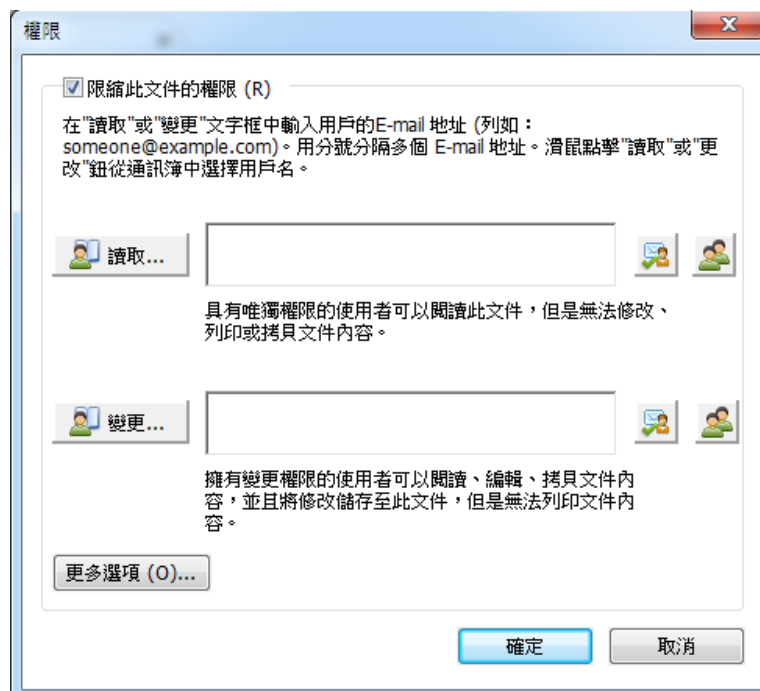 權限
限縮此文件的權限 (R)
在"讀取"或"變更"文字框中輸入用戶的E-mail 地址 (列如：
someone@example.com)。用分號分隔多個 E-mail 地址。滑鼠點擊"讀取"或"更
改"鈕從通訊簿中選擇用戶名。
讀取...
具有唯獨權限的使用者可以閱讀此文件，但是無法修改、
列印或拷貝文件內容。
變更...
擁有變更權限的使用者可以閱讀、編輯、拷貝文件內
容，並且將修改儲存至此文件，但是無法列印文件內
容。
更多選項 (O)...
確定
取消